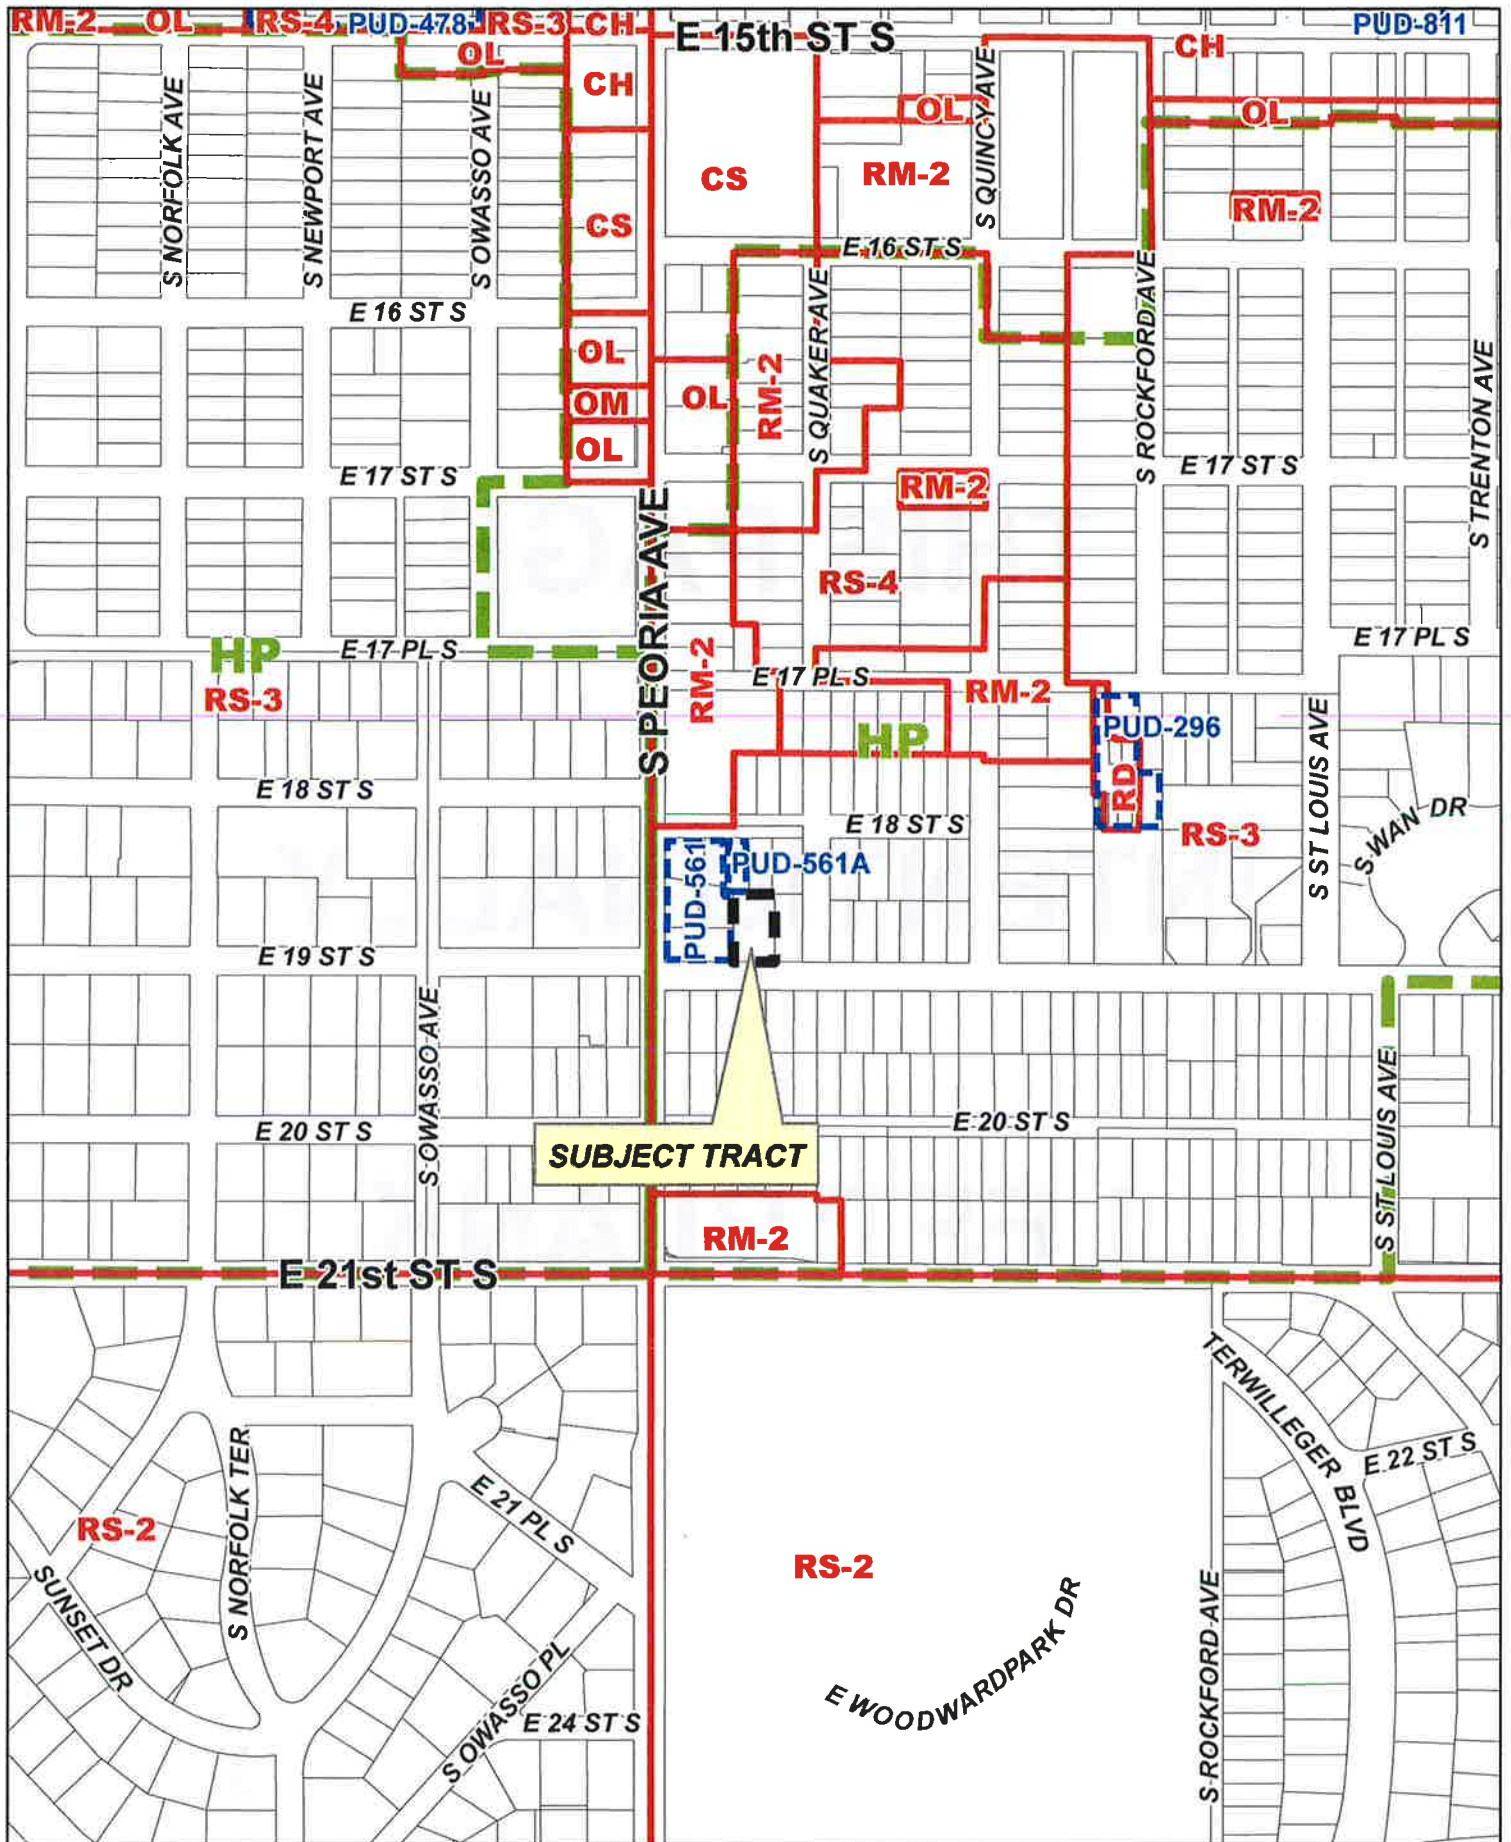 RM-2
OL
RS-4
PUD-478
RS-3
CH
E 15th ST S
PUD-811
CH
OL
CH
OL
OL
S NORFOLK AVE
S NEWPORT AVE
S OWASSO AVE
S QUINCY AVE
CS
RM-2
RM-2
CS
E 16 ST S
E 16 ST S
S QUAKER AVE
S ROCKFORD AVE
OL
RM-2
OL
OM
OL
S TRENTON AVE
E 17 ST S
E 17 ST S
RM-2
S PEORIA AVE
RS-4
HP
E 17 PL S
E 17 PL S
RS-3
RM-2
E 17 PL S
RM-2
HP
PUD-296
RD
S ST LOUIS AVE
E 18 ST S
E 18 ST S
RS-3
S SWAN DR
PUD-561
PUD-561A
E 19 ST S
S OWASSO AVE
E 20 ST S
E 20 ST S
S ST LOUIS AVE
SUBJECT TRACT
RM-2
E 21st ST S
TERWILLEGER BLVD
S NORFOLK TER
E 22 ST S
E 21 PL S
RS-2
RS-2
SUNSET DR
E WOODWARDPARK DR
S ROCKFORD AVE
S OWASSO PL
E 24 ST S